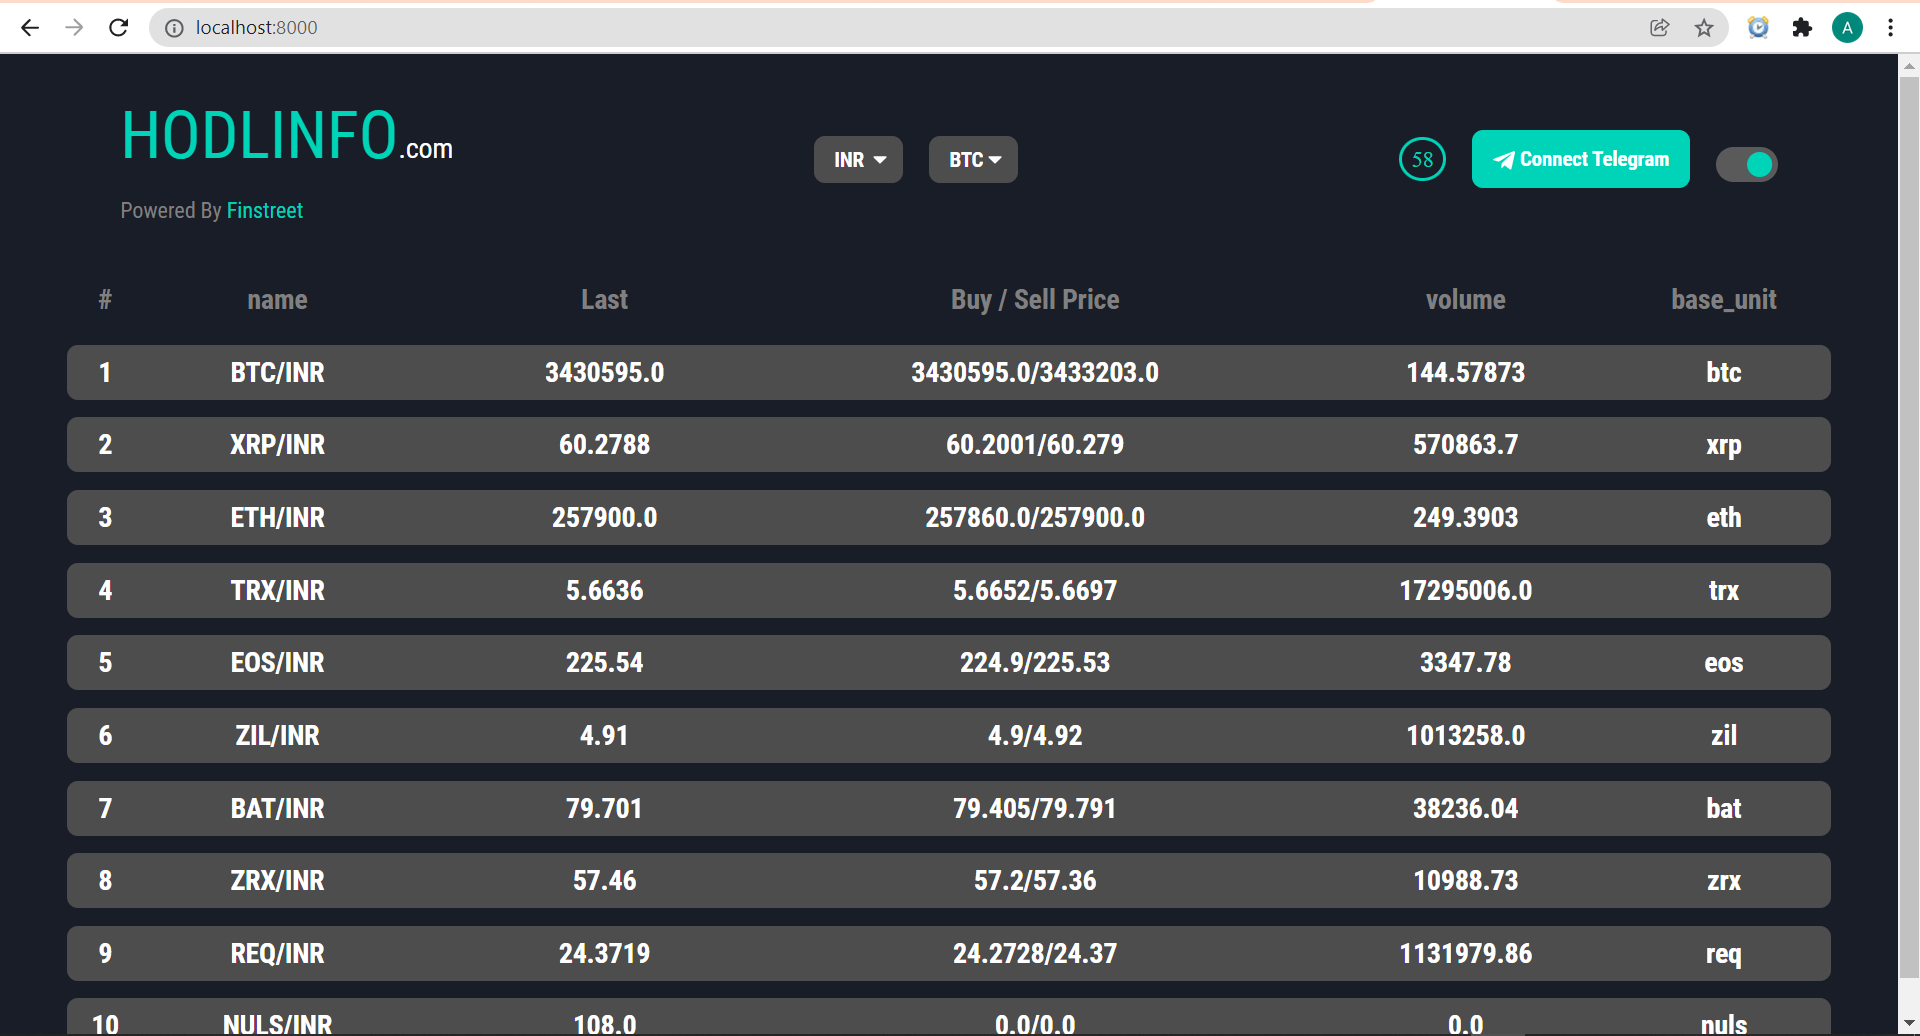 localhost:8000
A
HODLINFO.com
INR BTC
58 Connect Telegram
Powered By Finstreet
# name Last Buy / Sell Price volume base_unit
1 BTC/INR 3430595.0 3430595.0/3433203.0 144.57873 btc
2 XRP/INR 60.2788 60.2001/60.279 570863.7 xrp
3 ETH/INR 257900.0 257860.0/257900.0 249.3903 eth
4 TRX/INR 5.6636 5.6652/5.6697 17295006.0 trx
5 EOS/INR 225.54 224.9/225.53 3347.78 eos
6 ZIL/INR 4.91 4.9/4.92 1013258.0 zil
7 BAT/INR 79.701 79.405/79.791 38236.04 bat
8 ZRX/INR 57.46 57.2/57.36 10988.73 zrx
9 REQ/INR 24.3719 24.2728/24.37 1131979.86 req
10 NULS/INR 108.0 0.0/0.0 0.0 nuls